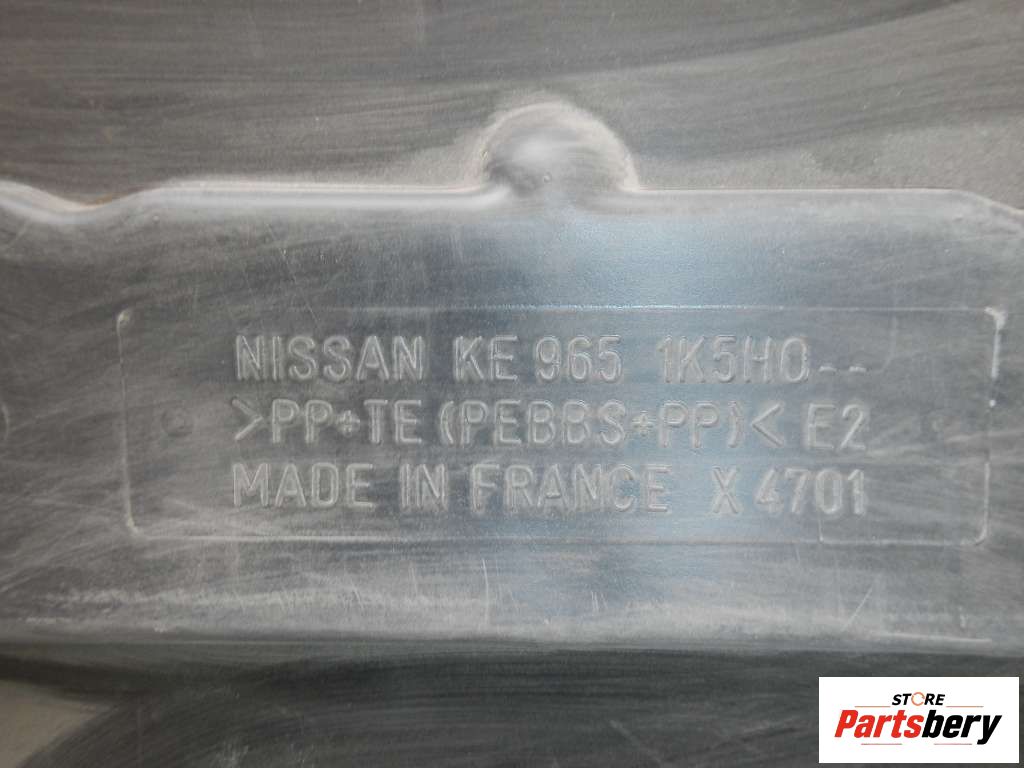 NISSAN KE 965 1K5H0--
>PP+TE(PEBBS+PP)< E2
MADE IN FRANCE X 4701
STORE
Partsbery